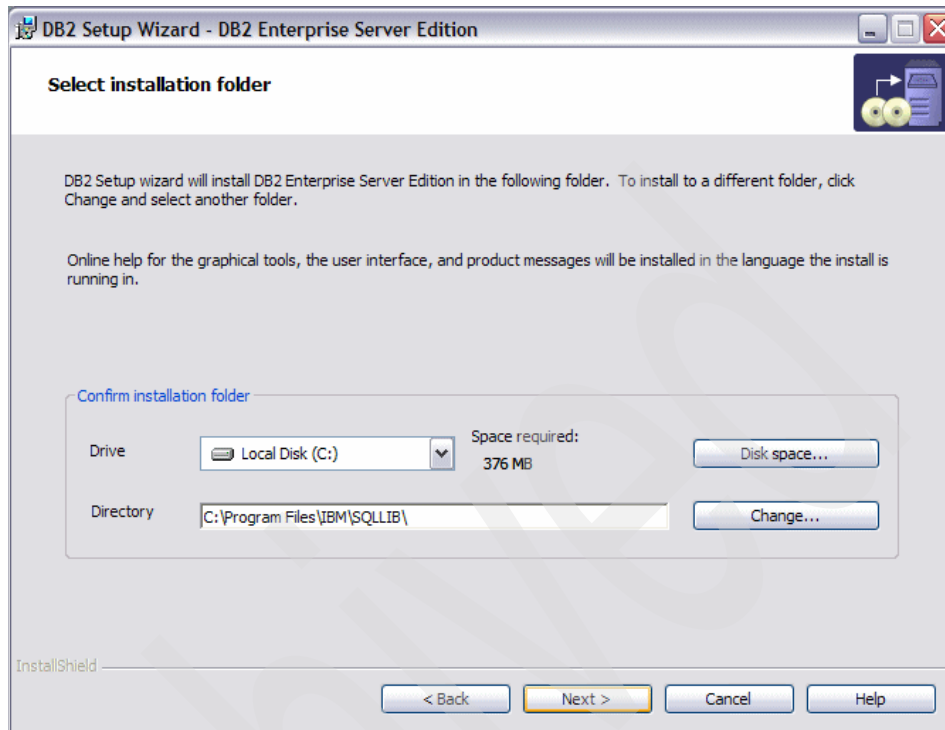 DB2 Setup Wizard - DB2 Enterprise Server Edition
Select installation folder
DB2 Setup wizard will install DB2 Enterprise Server Edition in the following folder. To install to a different folder, click
Change and select another folder.
Online help for the graphical tools, the user interface, and product messages will be installed in the language the install is
running in.
Confirm installation folder
Drive
Local Disk (C:)
Space required:
376 MB
Disk space...
Directory
C:\Program Files\IBM\SQLLIB\
Change...
InstallShield
< Back
Next >
Cancel
Help